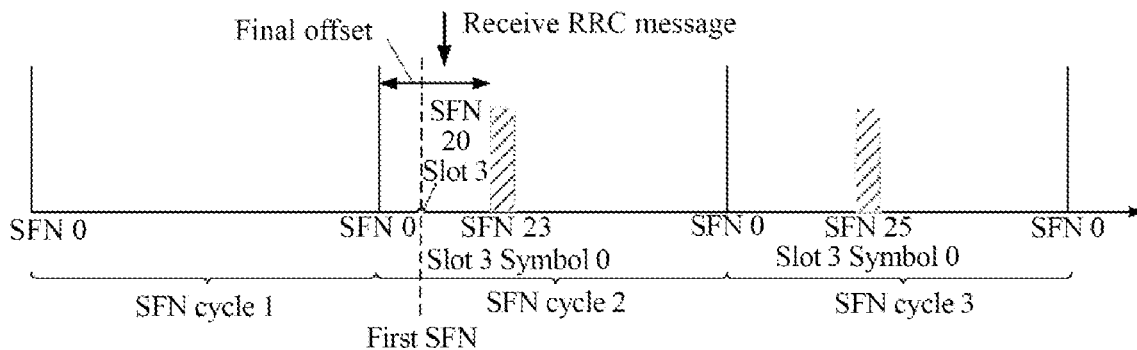 Final offset
Receive RRC message
SFN
20
Slot 3
SFN 0
SFN 0
SFN 23
SFN 0
SFN 25
SFN 0
Slot 3 Symbol 0
Slot 3 Symbol 0
SFN cycle 1
SFN cycle 2
SFN cycle 3
First SFN